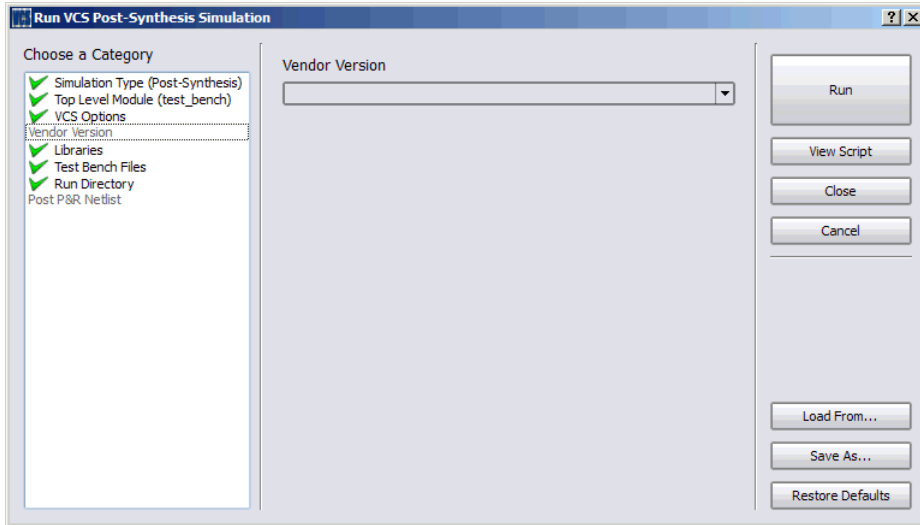 Run VCS Post-Synthesis Simulation
Choose a Category
Simulation Type (Post-Synthesis)
Top Level Module (test_bench)
VCS Options
Vendor Version
Libraries
Test Bench Files
Run Directory
Post P&R Netlist
Vendor Version
Run
View Script
Close
Cancel
Load From...
Save As...
Restore Defaults